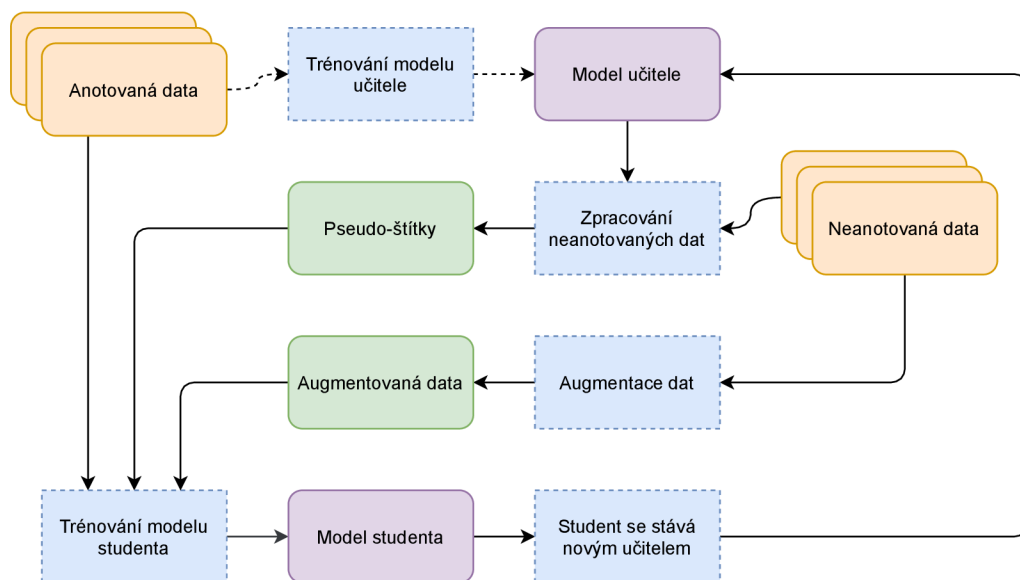 Anotovaná data
Trénování modelu
učitele
Model učitele
Pseudo-štítky
Zpracování
neanotovaných dat
Neanotovaná data
Augmentovaná data
Augmentace dat
Trénování modelu
studenta
Model studenta
Student se stává
novým učitelem